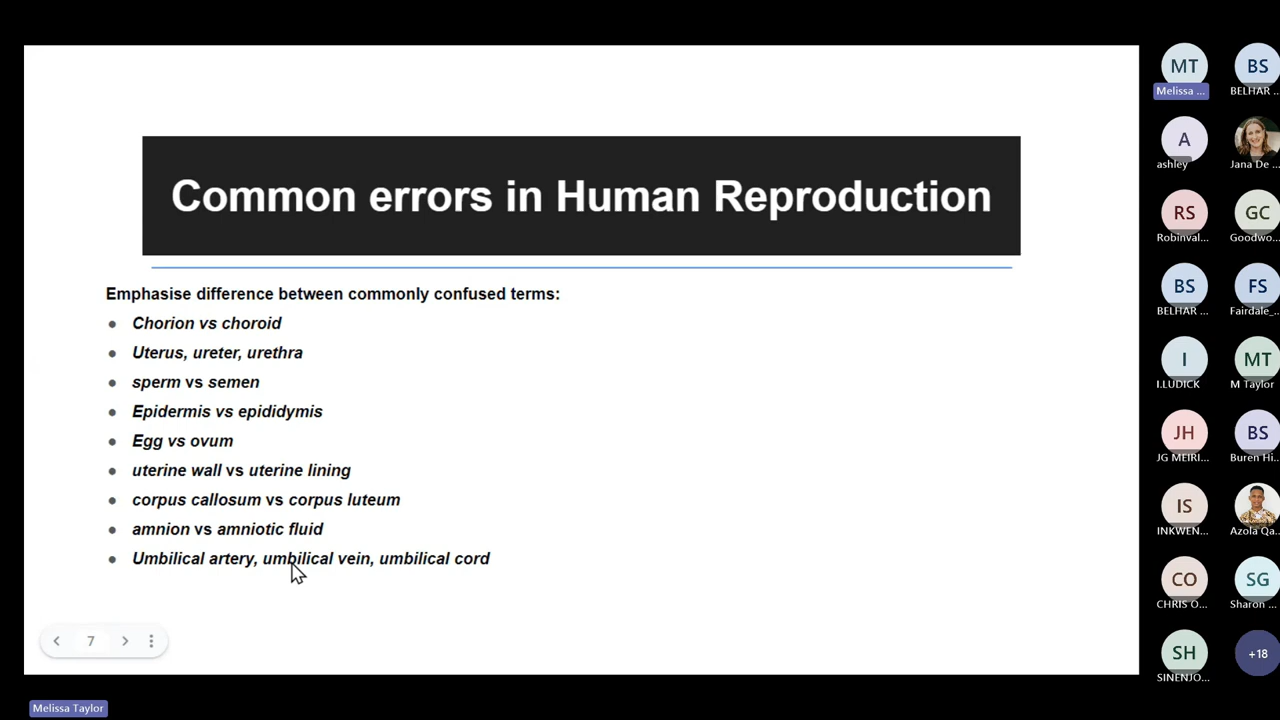 Common errors in Human Reproduction
Emphasise difference between commonly confused terms:
Chorion vs choroid
Uterus, ureter, urethra
sperm vs semen
Epidermis vs epididymis
Egg vs ovum
uterine wall vs uterine lining
corpus callosum vs corpus luteum
amnion vs amniotic fluid
Umbilical artery, umbilical vein, umbilical cord
7
Melissa Taylor
MT BS
Melissa ... BELHAR ...
A
ashley Jana De ...
RS GC
Robinval... Goodwo...
BS FS
BELHAR ... Fairdale_...
I MT
I.LUDICK M Taylor
JH BS
JG MEIRI... Buren Hi...
IS
INKWEN... Azola Qa...
CO SG
CHRIS O... Sharon ...
SH +18
SINENJO...